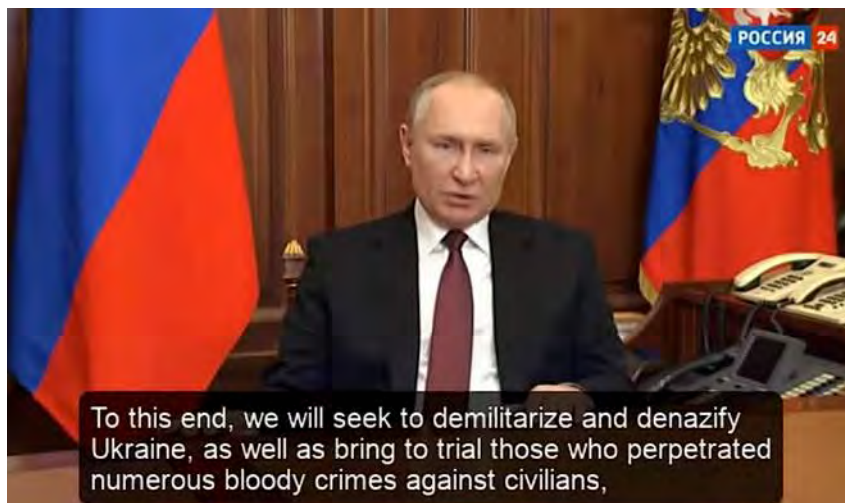 РОССИЯ 24
To this end, we will seek to demilitarize and denazify
Ukraine, as well as bring to trial those who perpetrated
numerous bloody crimes against civilians,